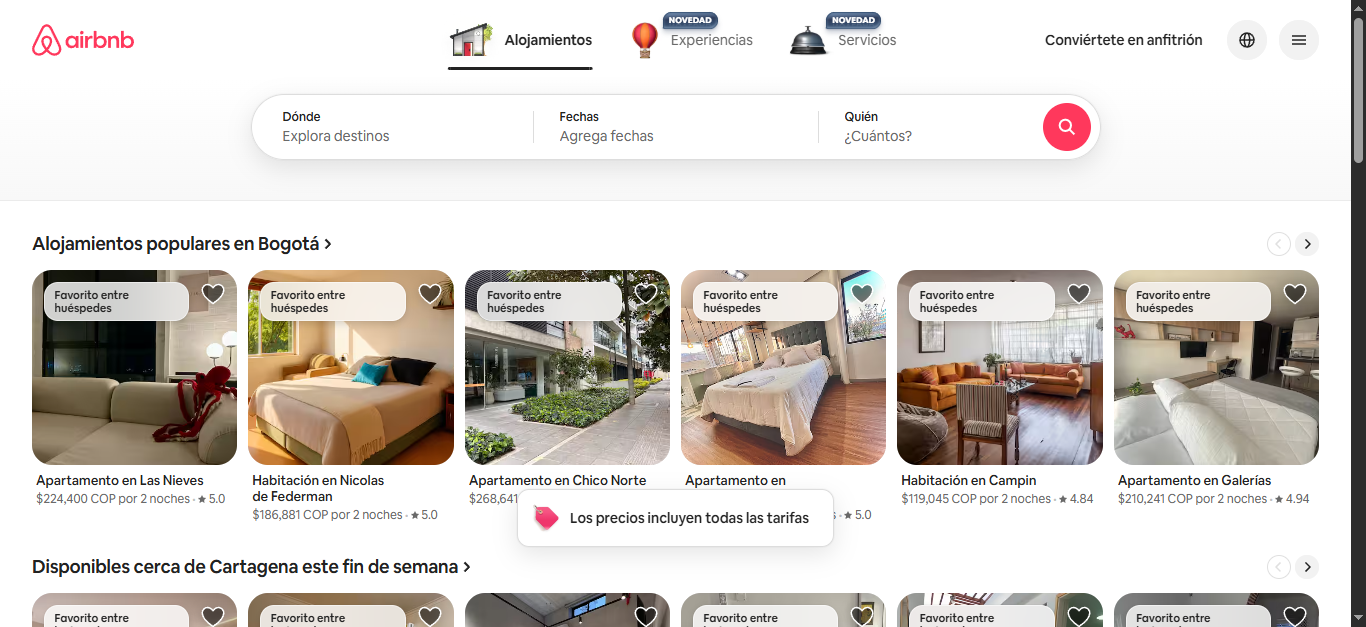 airbnb
Alojamientos
NOVEDAD
Experiencias
NOVEDAD
Servicios
Conviértete en anfitrión
Dónde
Explora destinos
Fechas
Agrega fechas
Quién
¿Cuántos?
Alojamientos populares en Bogotá
Favorito entre
huéspedes
Favorito entre
huéspedes
Favorito entre
huéspedes
Favorito entre
huéspedes
Favorito entre
huéspedes
Favorito entre
huéspedes
Apartamento en Las Nieves
$224,400 COP por 2 noches · ★ 5.0
Habitación en Nicolas
de Federman
$186,881 COP por 2 noches · ★ 5.0
Apartamento en Chico Norte
$268,641
Apartamento en
· ★ 5.0
Habitación en Campin
$119,045 COP por 2 noches · ★ 4.84
Apartamento en Galerías
$210,241 COP por 2 noches · ★ 4.94
Los precios incluyen todas las tarifas
Disponibles cerca de Cartagena este fin de semana
Favorito entre
Favorito entre
Favorito entre
Favorito entre
Favorito entre
Favorito entre